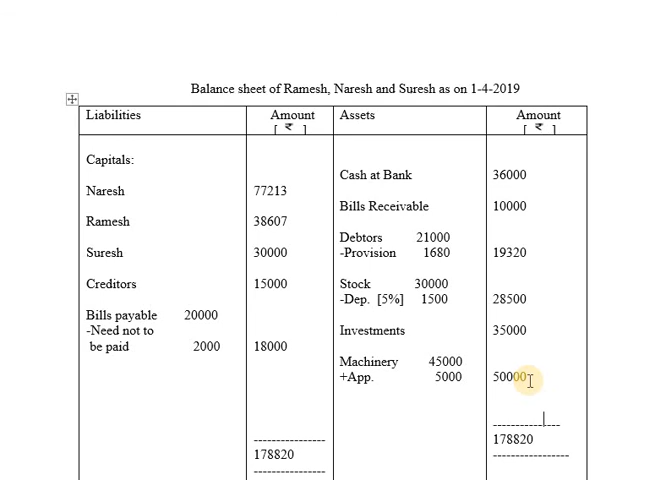 Balance sheet of Ramesh, Naresh and Suresh as on 1-4-2019
Liabilities Amount Assets Amount
[ ₹ ] [ ₹ ]
Capitals:
Cash at Bank 36000
Naresh 77213
Bills Receivable 10000
Ramesh 38607
Debtors 21000
Suresh 30000 -Provision 1680 19320
Creditors 15000 Stock 30000
-Dep. [5%] 1500 28500
Bills payable 20000
-Need not to Investments 35000
be paid 2000 18000
Machinery 45000
+App. 5000 50000
178820
178820